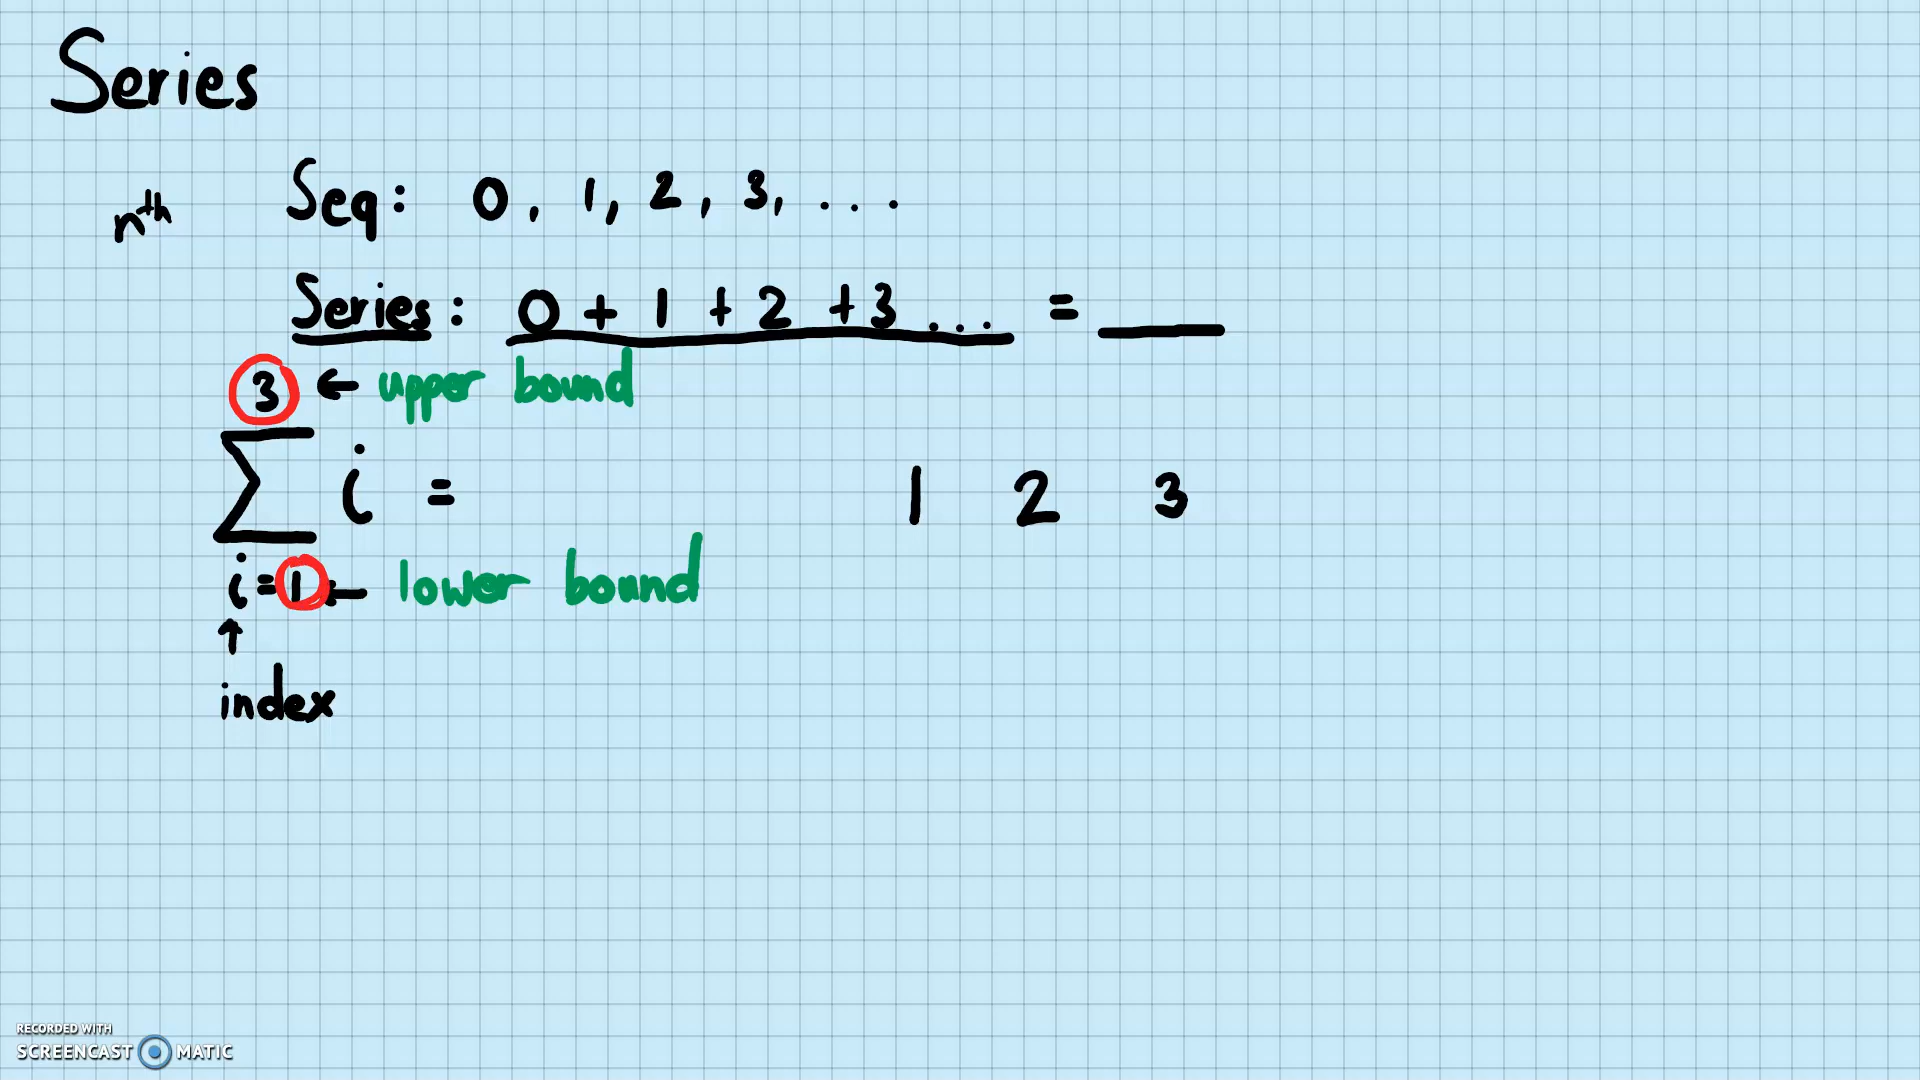 Series
nth Seq: 0, 1, 2, 3, ...
Series: 0 + 1 + 2 + 3 ... = ____
3 ← upper bound
∑ i = 1 2 3
i = 1 ← lower bound
↑
index
RECORDED WITH
SCREENCAST MATIC